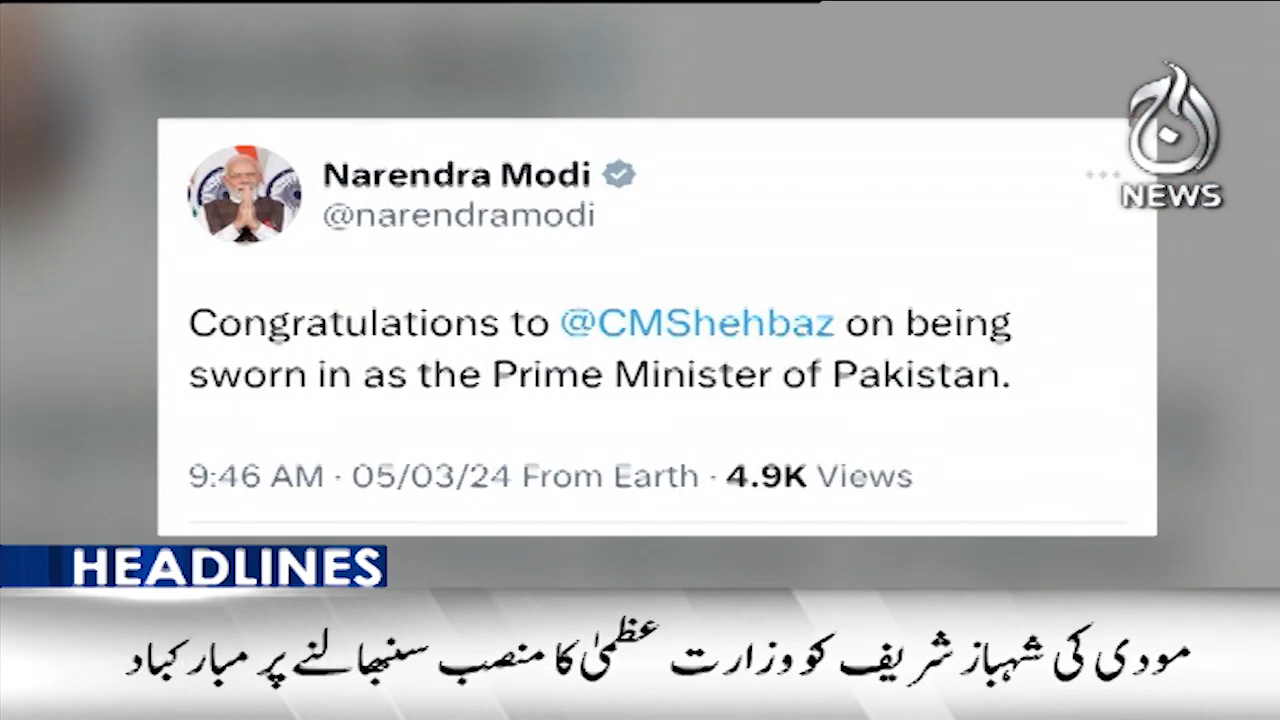 آج
NEWS
Narendra Modi
@narendramodi
Congratulations to @CMShehbaz on being
sworn in as the Prime Minister of Pakistan.
9:46 AM · 05/03/24 From Earth · 4.9K Views
HEADLINES
مودی کی شہباز شریف کو وزارت عظمیٰ کا منصب سنبھالنے پر مبارکباد